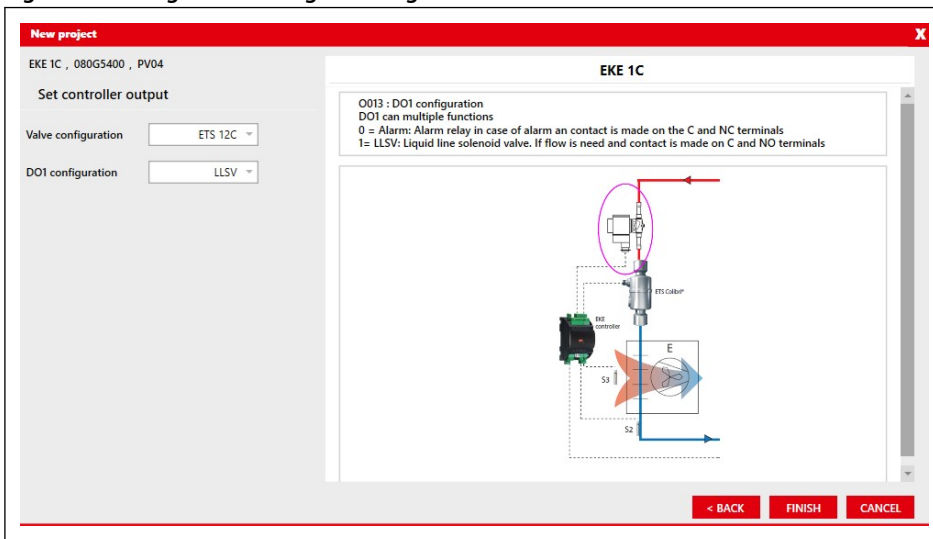 New project
X
EKE 1C , 080G5400 , PV04
Set controller output
Valve configuration
ETS 12C
DO1 configuration
LLSV
EKE 1C
O013 : DO1 configuration
DO1 can multiple functions
0 = Alarm: Alarm relay in case of alarm an contact is made on the C and NC terminals
1= LLSV: Liquid line solenoid valve. If flow is need and contact is made on C and NO terminals
ETS Colibri®
EKE
controller
E
S3
S2
< BACK
FINISH
CANCEL